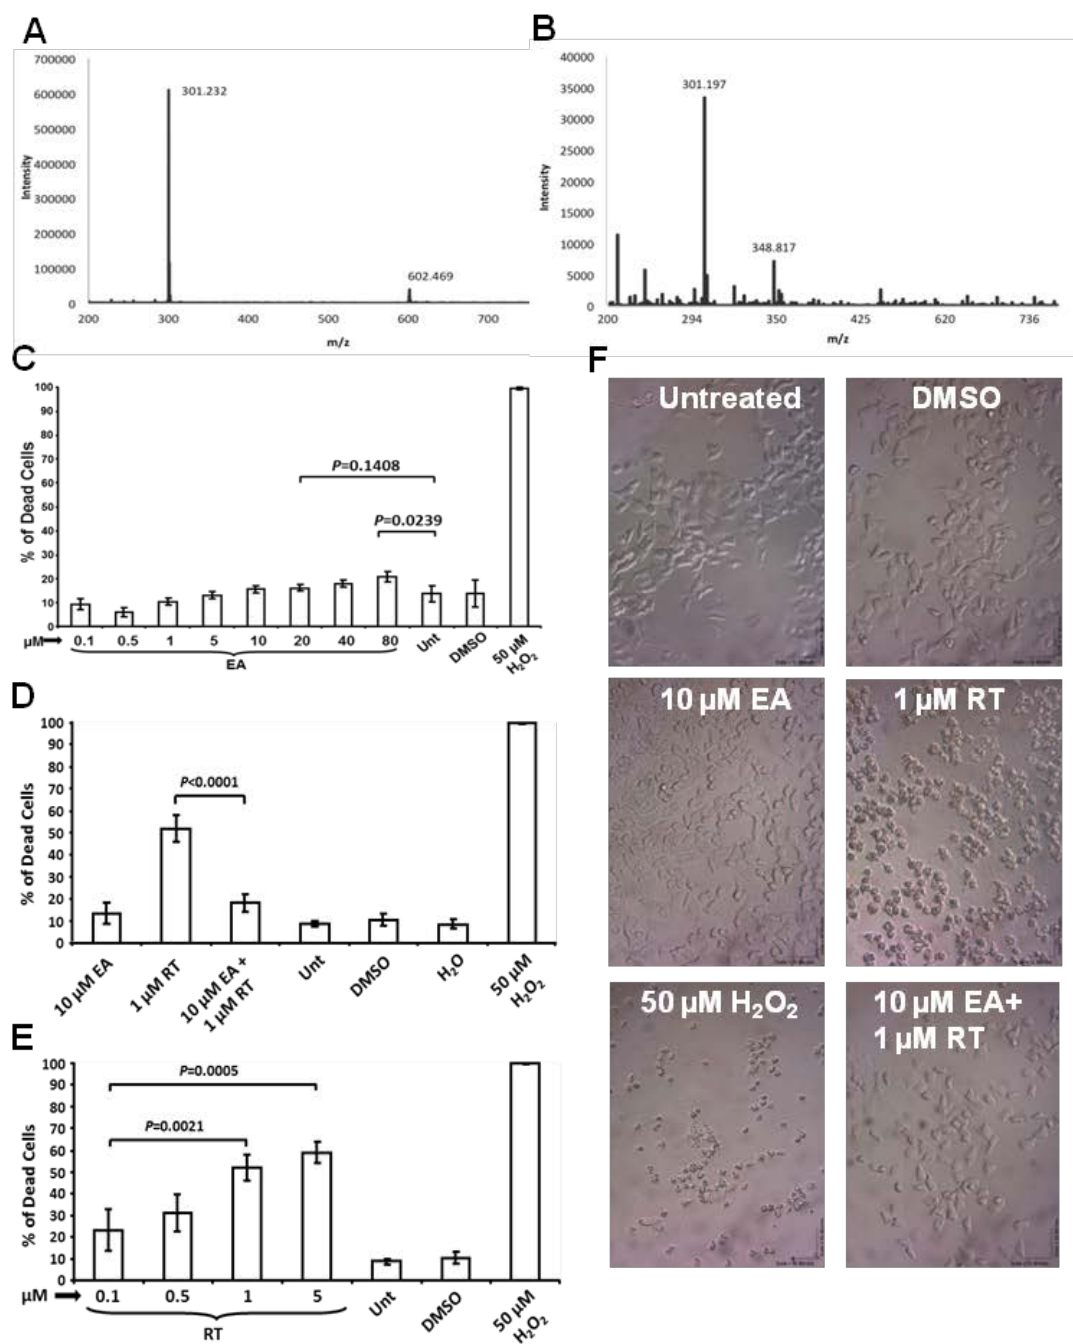 A
B
700000
600000
500000
400000
300000
200000
100000
0
Intensity
301.232
602.469
200 300 400 500 600 700
m/z
40000
35000
30000
25000
20000
15000
10000
5000
0
Intensity
301.197
348.817
200 294 350 425 620 736
m/z
C
100
90
80
70
60
50
40
30
20
10
0
% of Dead Cells
P=0.1408
P=0.0239
µM 0.1 0.5 1 5 10 20 40 80 Unt DMSO 50 µM H₂O₂
EA
D
100
90
80
70
60
50
40
30
20
10
0
% of Dead Cells
P<0.0001
10 µM EA
1 µM RT
10 µM EA +
1 µM RT
Unt
DMSO
H₂O
50 µM
H₂O₂
E
100
90
80
70
60
50
40
30
20
10
0
% of Dead Cells
P=0.0005
P=0.0021
µM 0.1 0.5 1 5 Unt DMSO 50 µM H₂O₂
RT
F
Untreated
DMSO
10 µM EA
1 µM RT
50 µM H₂O₂
10 µM EA+
1 µM RT